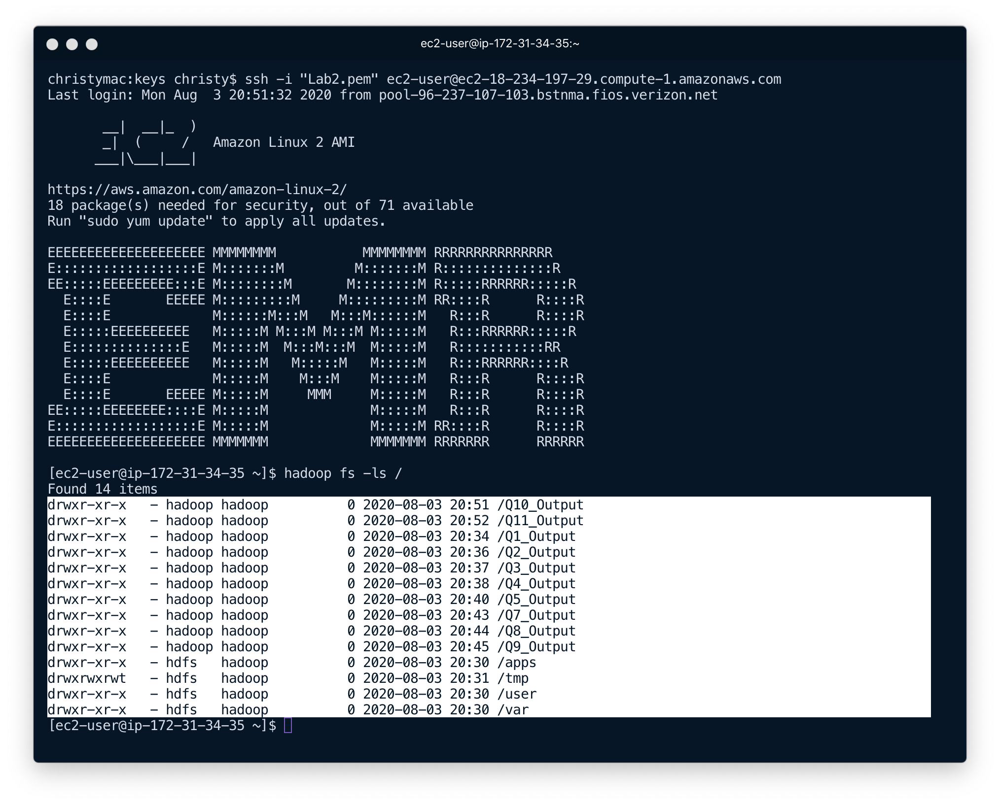 ec2-user@ip-172-31-34-35:~
christymac:keys christy$ ssh -i "Lab2.pem" ec2-user@ec2-18-234-197-29.compute-1.amazonaws.com
Last login: Mon Aug  3 20:51:32 2020 from pool-96-237-107-103.bstnma.fios.verizon.net

       __|  __|_  )
       _|  (     /   Amazon Linux 2 AMI
      ___|\___|___|

https://aws.amazon.com/amazon-linux-2/
18 package(s) needed for security, out of 71 available
Run "sudo yum update" to apply all updates.

EEEEEEEEEEEEEEEEEEEE MMMMMMMM           MMMMMMMM RRRRRRRRRRRRRRR
E::::::::::::::::::E M:::::::M         M:::::::M R::::::::::::::R
EE:::::EEEEEEEEE:::E M::::::::M       M::::::::M R:::::RRRRRR:::::R
  E::::E       EEEEE M:::::::::M     M:::::::::M RR::::R      R::::R
  E::::E             M::::::M:::M   M:::M::::::M   R:::R      R::::R
  E:::::EEEEEEEEEE   M:::::M M:::M M:::M M:::::M   R:::RRRRRR:::::R
  E::::::::::::::E   M:::::M  M:::M:::M  M:::::M   R:::::::::::RR
  E:::::EEEEEEEEEE   M:::::M   M:::::M   M:::::M   R:::RRRRRR::::R
  E::::E             M:::::M    M:::M    M:::::M   R:::R      R::::R
  E::::E       EEEEE M:::::M     MMM     M:::::M   R:::R      R::::R
EE:::::EEEEEEEE::::E M:::::M             M:::::M   R:::R      R::::R
E::::::::::::::::::E M:::::M             M:::::M RR::::R      R::::R
EEEEEEEEEEEEEEEEEEEE MMMMMMM             MMMMMMM RRRRRRR      RRRRRR

[ec2-user@ip-172-31-34-35 ~]$ hadoop fs -ls /
Found 14 items
drwxr-xr-x   - hadoop hadoop          0 2020-08-03 20:51 /Q10_Output
drwxr-xr-x   - hadoop hadoop          0 2020-08-03 20:52 /Q11_Output
drwxr-xr-x   - hadoop hadoop          0 2020-08-03 20:34 /Q1_Output
drwxr-xr-x   - hadoop hadoop          0 2020-08-03 20:36 /Q2_Output
drwxr-xr-x   - hadoop hadoop          0 2020-08-03 20:37 /Q3_Output
drwxr-xr-x   - hadoop hadoop          0 2020-08-03 20:38 /Q4_Output
drwxr-xr-x   - hadoop hadoop          0 2020-08-03 20:40 /Q5_Output
drwxr-xr-x   - hadoop hadoop          0 2020-08-03 20:43 /Q7_Output
drwxr-xr-x   - hadoop hadoop          0 2020-08-03 20:44 /Q8_Output
drwxr-xr-x   - hadoop hadoop          0 2020-08-03 20:45 /Q9_Output
drwxr-xr-x   - hdfs   hadoop          0 2020-08-03 20:30 /apps
drwxrwxrwt   - hdfs   hadoop          0 2020-08-03 20:31 /tmp
drwxr-xr-x   - hdfs   hadoop          0 2020-08-03 20:30 /user
drwxr-xr-x   - hdfs   hadoop          0 2020-08-03 20:30 /var
[ec2-user@ip-172-31-34-35 ~]$